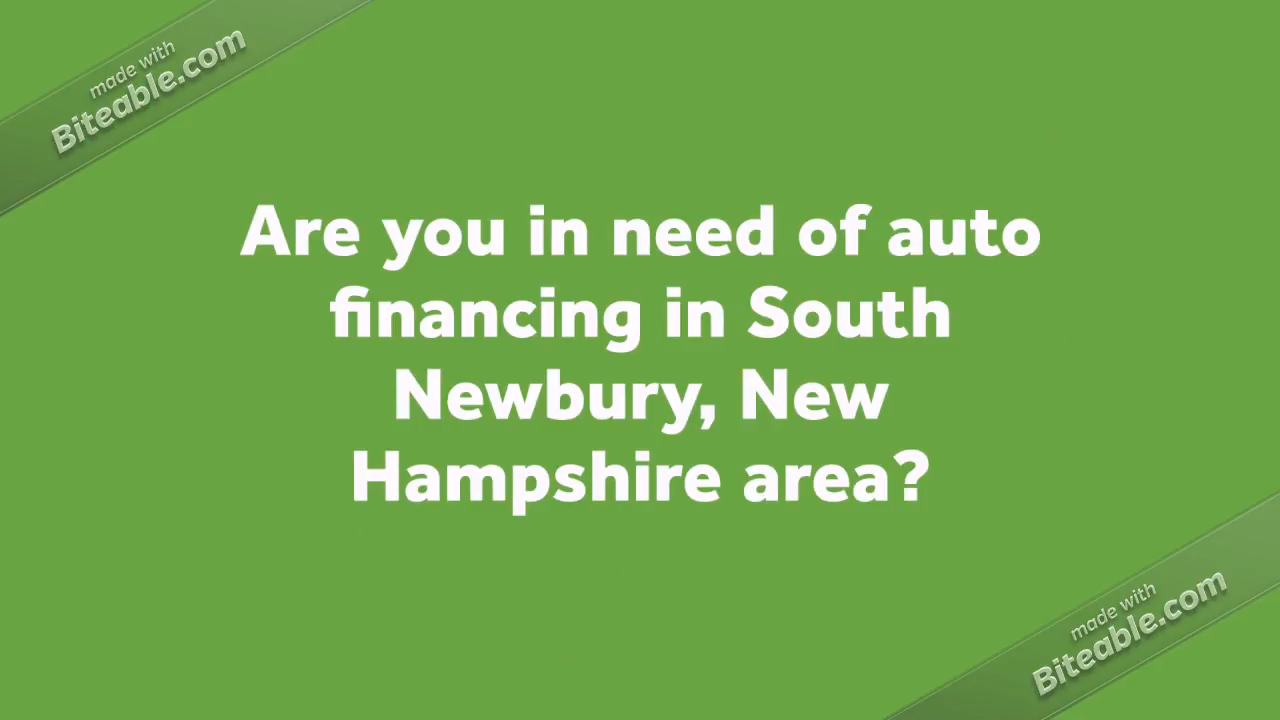 made with
Biteable.com
Are you in need of auto
financing in South
Newbury, New
Hampshire area?
made with
Biteable.com